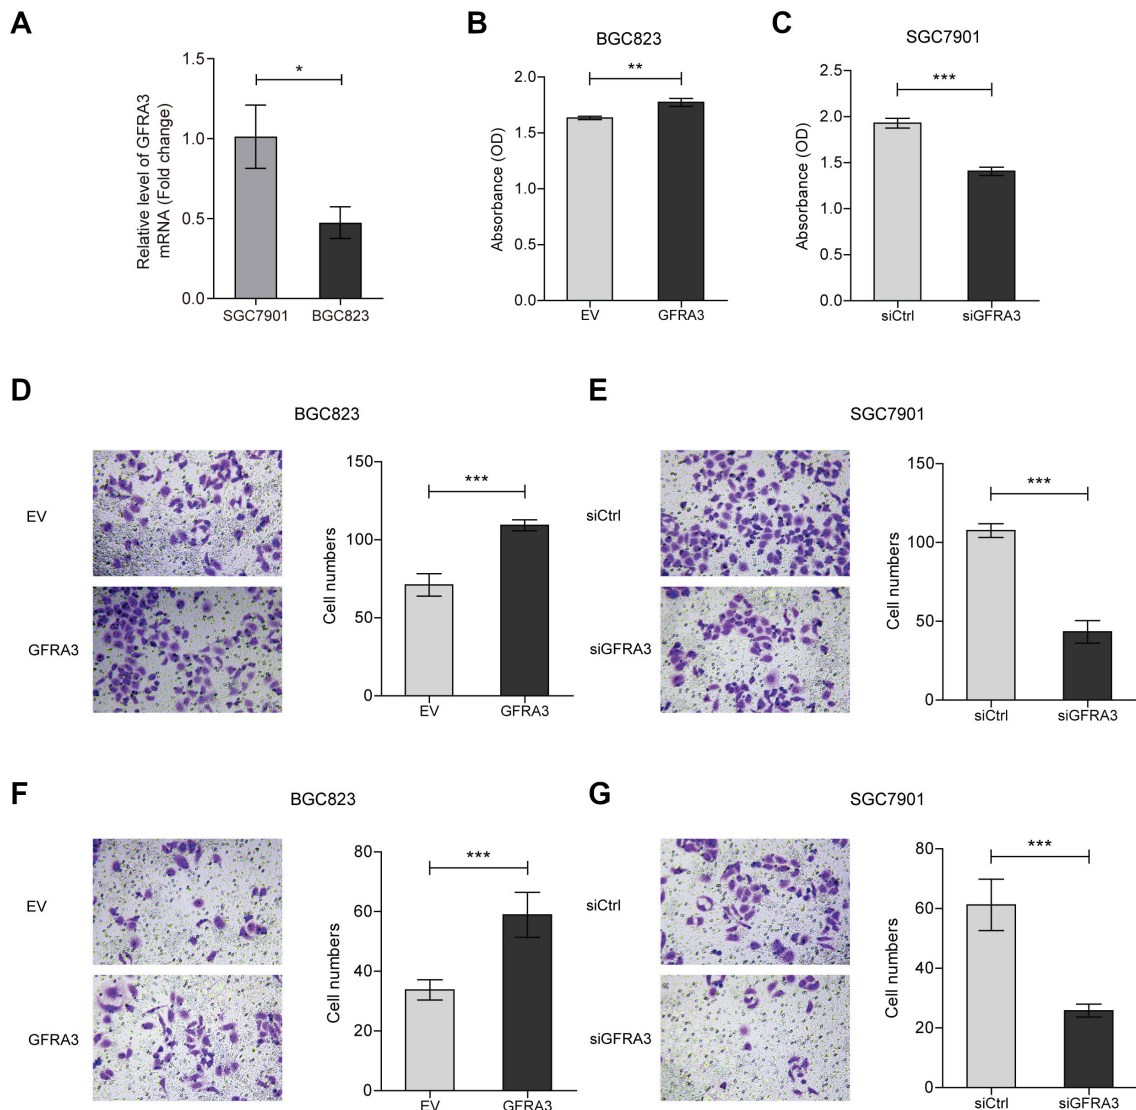 A
Relative level of GFRA3
mRNA (Fold change)
1.5
1.0
0.5
0.0
*
SGC7901
BGC823
B
BGC823
Absorbance (OD)
2.0
1.5
1.0
0.5
0.0
**
EV
GFRA3
C
SGC7901
Absorbance (OD)
2.5
2.0
1.5
1.0
0.5
0.0
***
siCtrl
siGFRA3
D
BGC823
EV
GFRA3
Cell numbers
150
100
50
0
***
EV
GFRA3
E
SGC7901
siCtrl
siGFRA3
Cell numbers
150
100
50
0
***
siCtrl
siGFRA3
F
BGC823
EV
GFRA3
Cell numbers
80
60
40
20
0
***
EV
GFRA3
G
SGC7901
siCtrl
siGFRA3
Cell numbers
80
60
40
20
0
***
siCtrl
siGFRA3